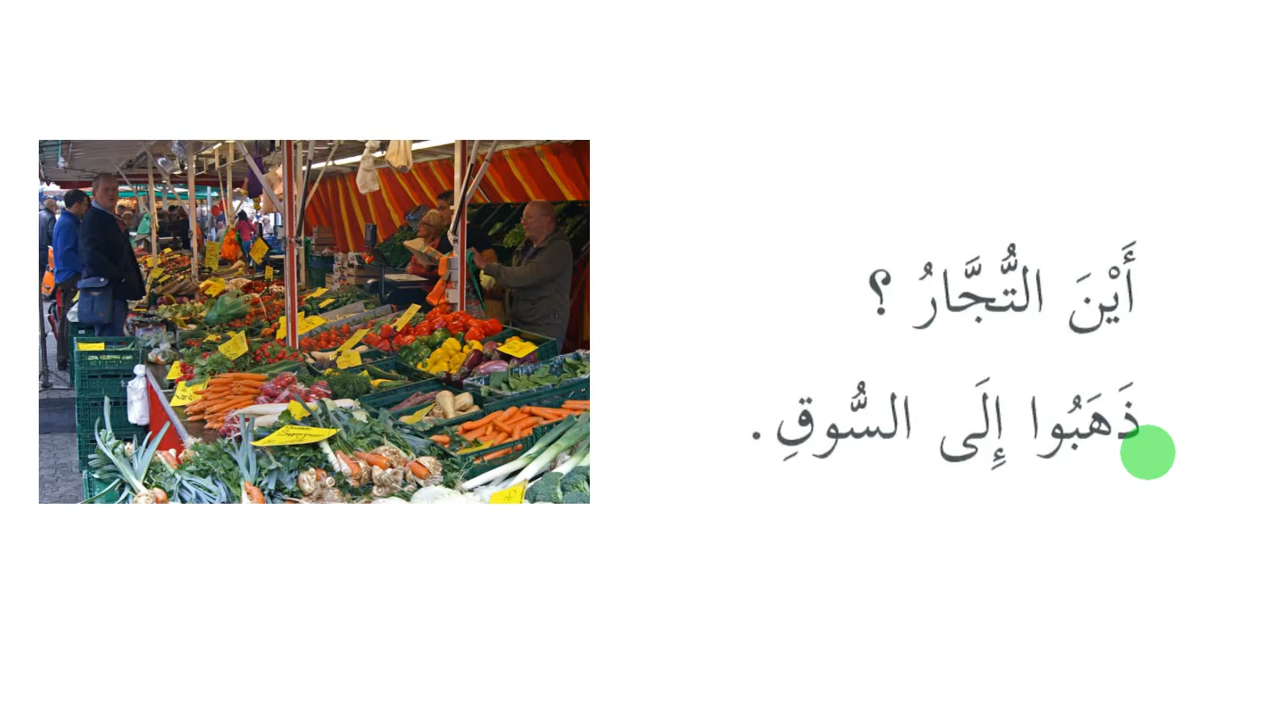 أَيْنَ التُّجَّارُ ؟
ذَهَبُوا إِلَى السُّوقِ .